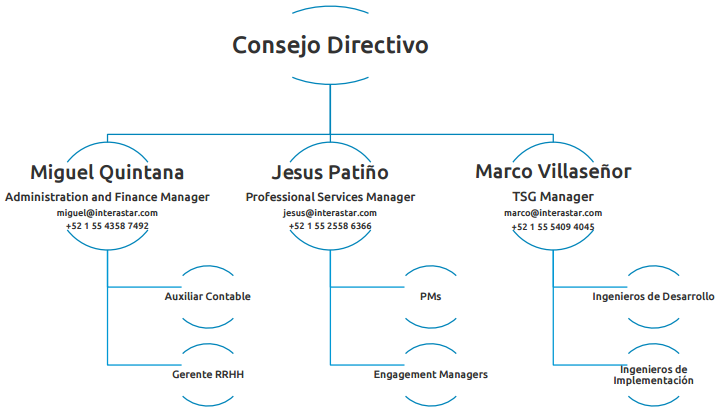 Consejo Directivo
Miguel Quintana
Administration and Finance Manager
miguel@interastar.com
+52 1 55 4358 7492
Jesus Patiño
Professional Services Manager
jesus@interastar.com
+52 1 55 2558 6366
Marco Villaseñor
TSG Manager
marco@interastar.com
+52 1 55 5409 4045
Auxiliar Contable
Gerente RRHH
PMs
Engagement Managers
Ingenieros de Desarrollo
Ingenieros de
Implementación